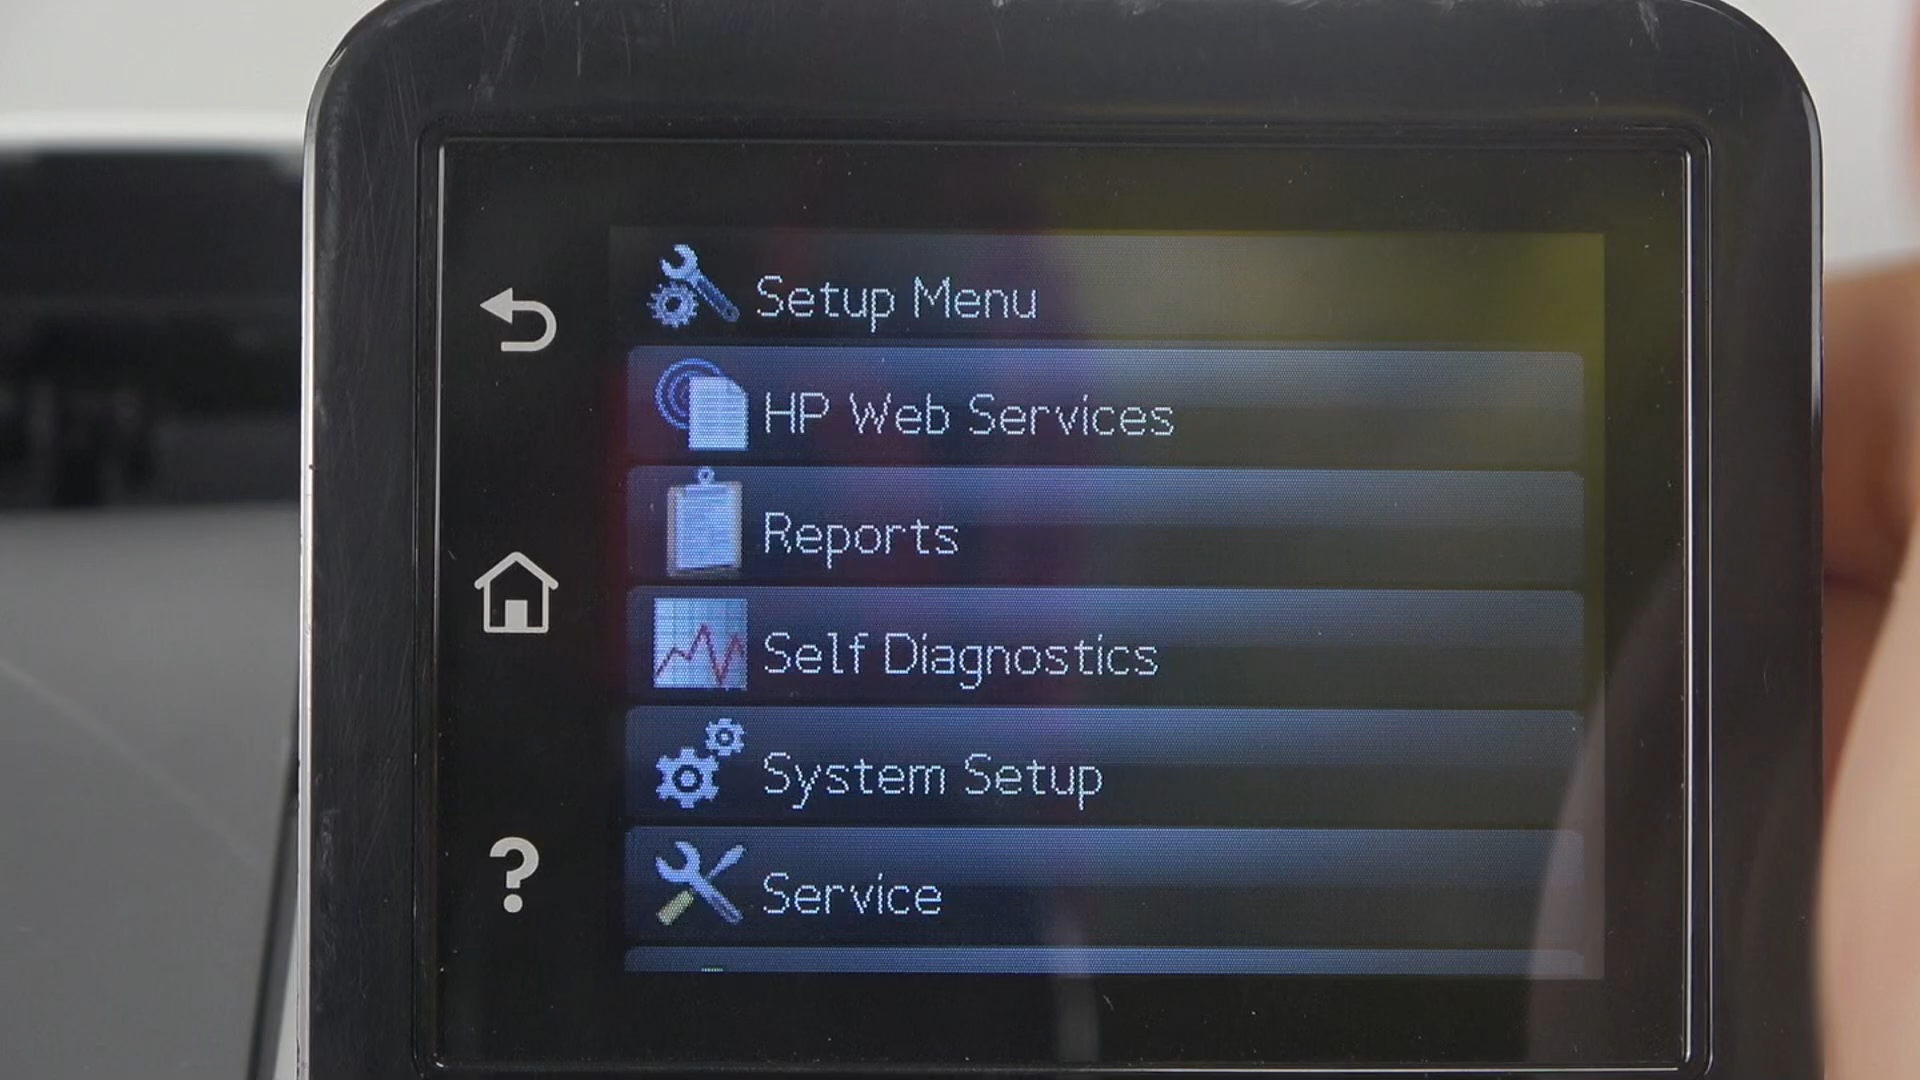 Setup Menu
HP Web Services
Reports
Self Diagnostics
System Setup
Service
?